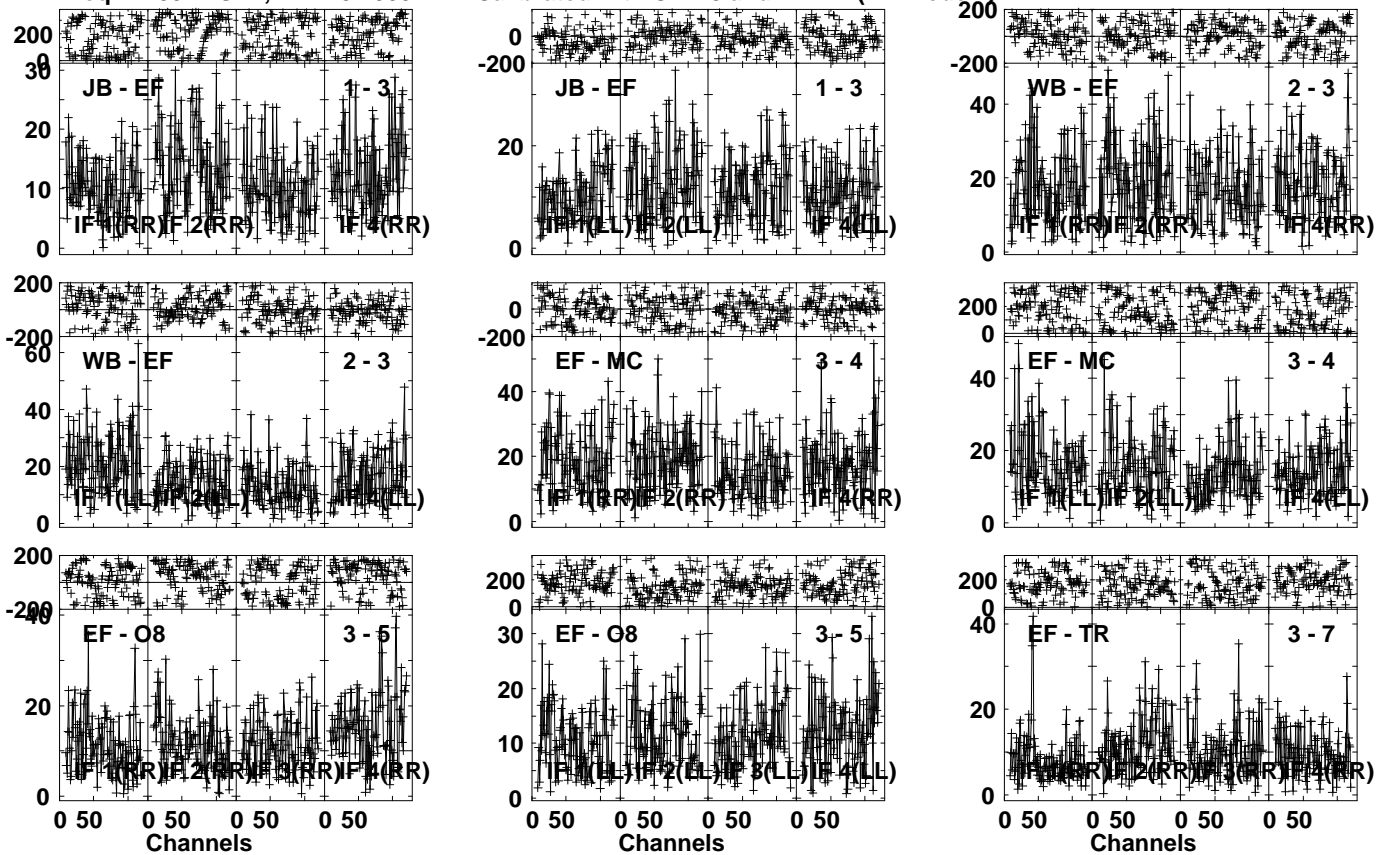 200 0 -200 200
0 -200
30 JB - EF 1 - 3 JB - EF 1 - 3 40 WB - EF 2 - 3
20 20 20
10
IF 1(RR) IF 2(RR) IF 4(RR) IF 1(LL) IF 2(LL) IF 4(LL) IF 1(RR) IF 2(RR) IF 4(RR)
0 0 0
200 0 200
-200 -200 0
60 WB - EF 2 - 3 EF - MC 3 - 4 EF - MC 3 - 4
40 40 40
20 20 20
IF 1(LL) IF 2(LL) IF 4(LL) IF 1(RR) IF 2(RR) IF 4(RR) IF 1(LL) IF 2(LL) IF 4(LL)
0 0 0
200 200 200
-200 0 0
40 EF - O8 3 - 5 30 EF - O8 3 - 5 40 EF - TR 3 - 7
20 20 20
10
IF 1(RR) IF 2(RR) IF 3(RR) IF 4(RR) IF 1(LL) IF 2(LL) IF 3(LL) IF 4(LL) IF 1(RR) IF 2(RR) IF 3(RR) IF 4(RR)
0 0 0
0 50 0 50 0 50 0 50 0 50 0 50 0 50 0 50 0 50 0 50 0 50 0 50
Channels Channels Channels